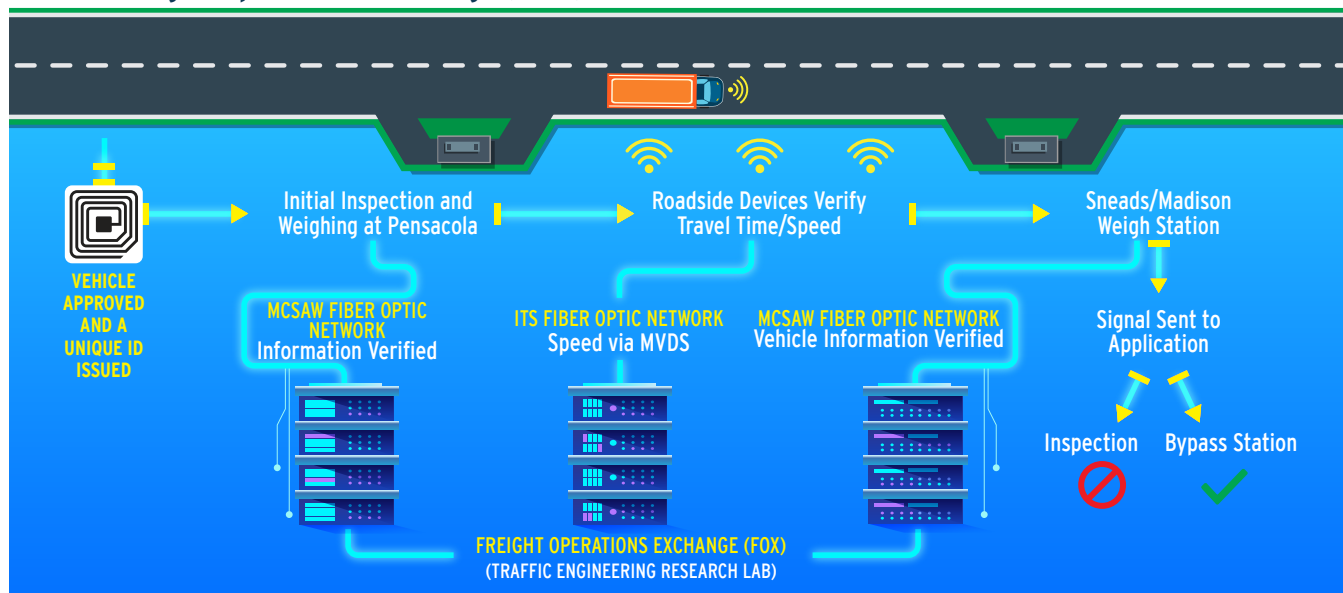 Initial Inspection and
Weighing at Pensacola
Roadside Devices Verify
Travel Time/Speed
Sneads/Madison
Weigh Station
VEHICLE
APPROVED
AND A
UNIQUE ID
ISSUED
MCSAW FIBER OPTIC
NETWORK
Information Verified
ITS FIBER OPTIC NETWORK
Speed via MVDS
MCSAW FIBER OPTIC NETWORK
Vehicle Information Verified
Signal Sent to
Application
Inspection
Bypass Station
FREIGHT OPERATIONS EXCHANGE (FOX)
(TRAFFIC ENGINEERING RESEARCH LAB)